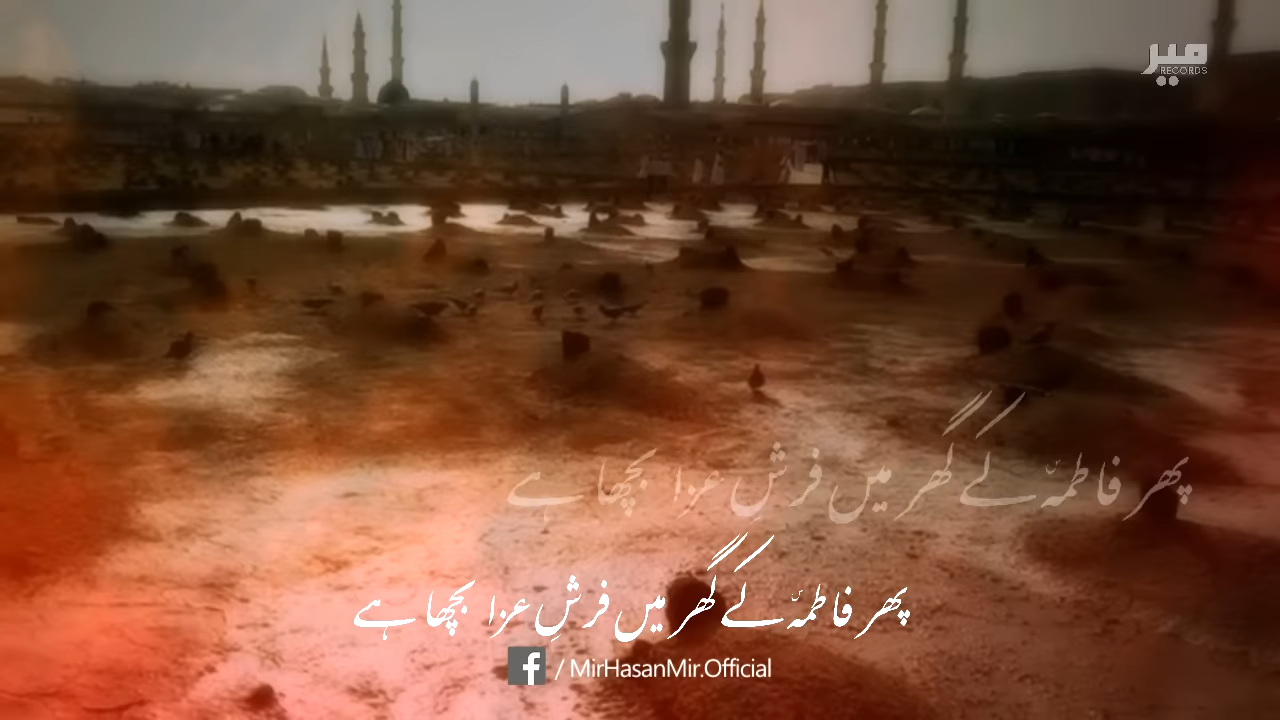 میر
RECORDS
پھر فاطمہؑ کے گھر میں فرشِ عزا بچھا ہے
پھر فاطمہؑ کے گھر میں فرشِ عزا بچھا ہے
f / MirHasanMir.Official